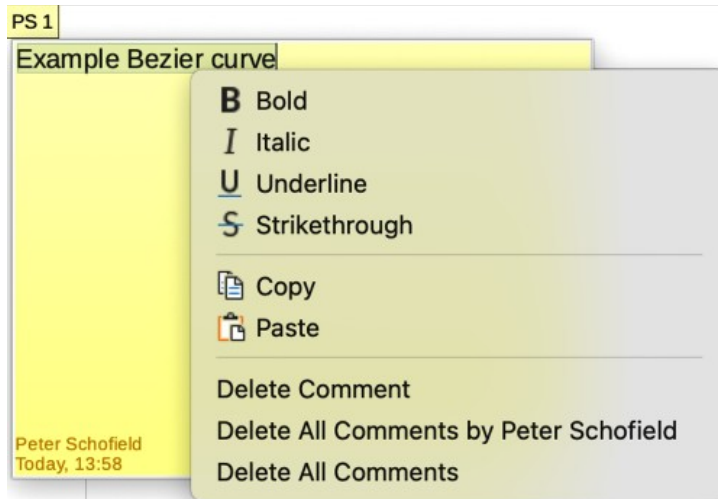 PS 1
Example Bezier curve
B Bold
I Italic
U Underline
S Strikethrough
Copy
Paste
Delete Comment
Delete All Comments by Peter Schofield
Delete All Comments
Peter Schofield
Today, 13:58